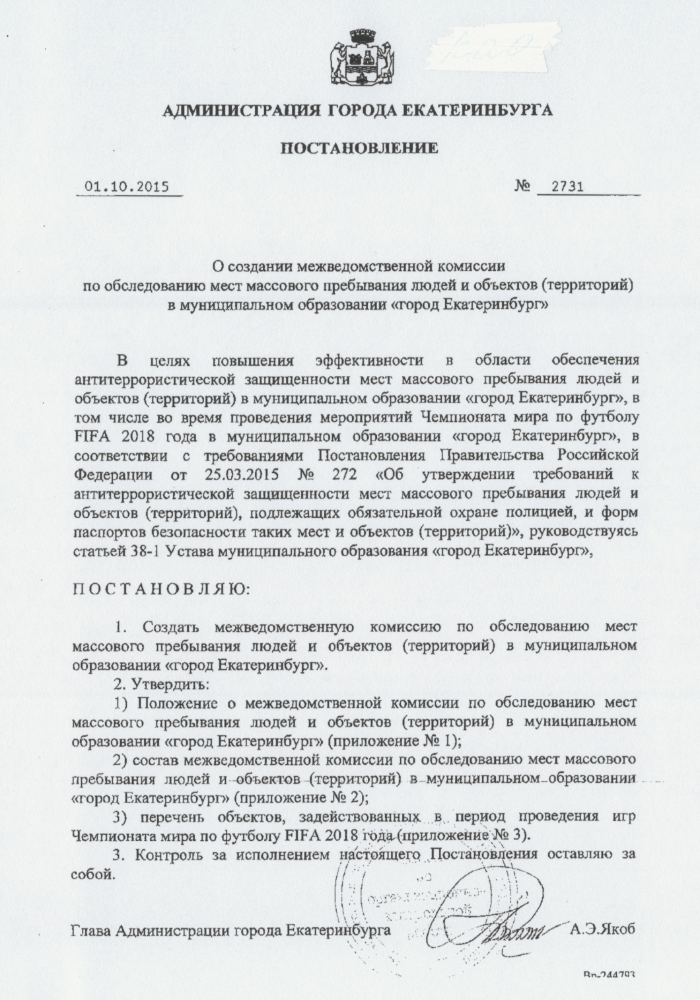 АДМИНИСТРАЦИЯ ГОРОДА ЕКАТЕРИНБУРГА
ПОСТАНОВЛЕНИЕ
01.10.2015 № 2731
О создании межведомственной комиссии
по обследованию мест массового пребывания людей и объектов (территорий)
в муниципальном образовании «город Екатеринбург»
В целях повышения эффективности в области обеспечения
антитеррористической защищенности мест массового пребывания людей и
объектов (территорий) в муниципальном образовании «город Екатеринбург», в
том числе во время проведения мероприятий Чемпионата мира по футболу
FIFA 2018 года в муниципальном образовании «город Екатеринбург», в
соответствии с требованиями Постановления Правительства Российской
Федерации от 25.03.2015 № 272 «Об утверждении требований к
антитеррористической защищенности мест массового пребывания людей и
объектов (территорий), подлежащих обязательной охране полицией, и форм
паспортов безопасности таких мест и объектов (территорий)», руководствуясь
статьей 38-1 Устава муниципального образования «город Екатеринбург»,
П О С Т А Н О В Л Я Ю:
1. Создать межведомственную комиссию по обследованию мест
массового пребывания людей и объектов (территорий) в муниципальном
образовании «город Екатеринбург».
2. Утвердить:
1) Положение о межведомственной комиссии по обследованию мест
массового пребывания людей и объектов (территорий) в муниципальном
образовании «город Екатеринбург» (приложение № 1);
2) состав межведомственной комиссии по обследованию мест массового
пребывания людей и объектов (территорий) в муниципальном образовании
«город Екатеринбург» (приложение № 2);
3) перечень объектов, задействованных в период проведения игр
Чемпионата мира по футболу FIFA 2018 года (приложение № 3).
3. Контроль за исполнением настоящего Постановления оставляю за
собой.
Глава Администрации города Екатеринбурга А.Э.Якоб